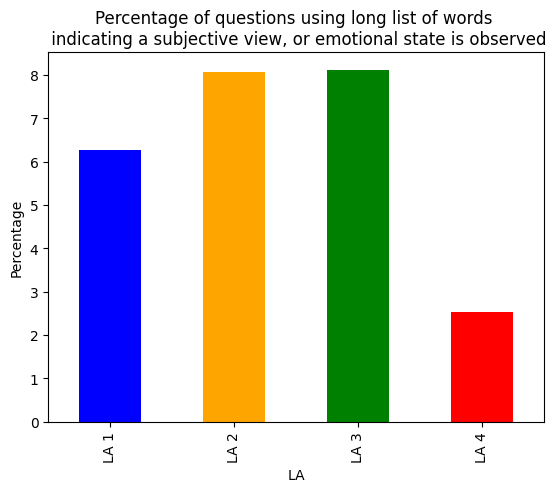 Percentage of questions using long list of words
indicating a subjective view, or emotional state is observed
Percentage
8
7
6
5
4
3
2
1
0
LA 1
LA 2
LA 3
LA 4
LA